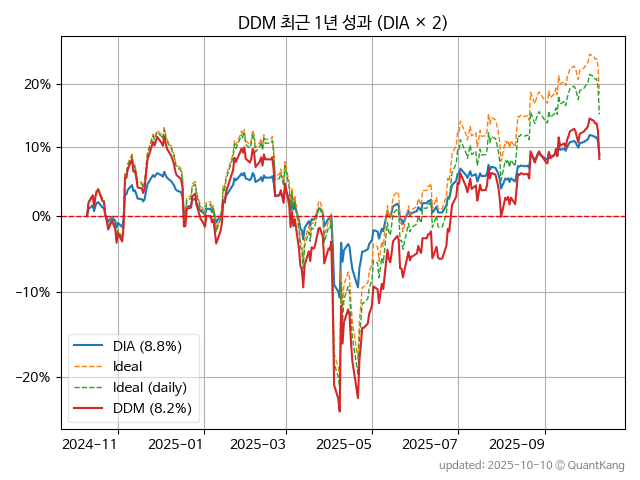 DDM 최근 1년 성과 (DIA × 2)
20%
10%
0%
−10%
−20%
DIA (8.8%)
Ideal
Ideal (daily)
DDM (8.2%)
2024−11
2025−01
2025−03
2025−05
2025−07
2025−09
updated: 2025-10-10 © QuantKang